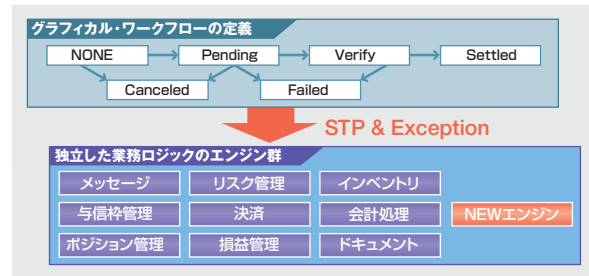 グラフィカル・ワークフローの定義
NONE Pending Verify Settled
Canceled Failed
STP & Exception
独立した業務ロジックのエンジン群
メッセージ リスク管理 インベントリ
与信枠管理 決済 会計処理 NEWエンジン
ポジション管理 損益管理 ドキュメント